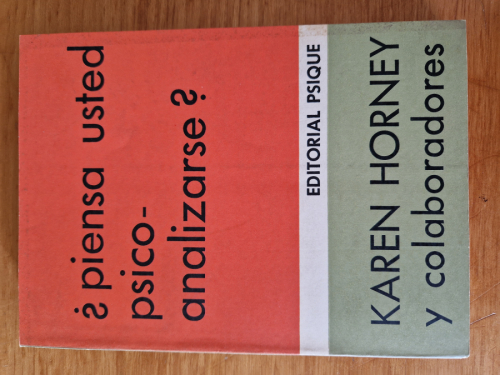 ¿ piensa usted
psico-
analizarse ?
EDITORIAL PSIQUE
KAREN HORNEY
y colaboradores